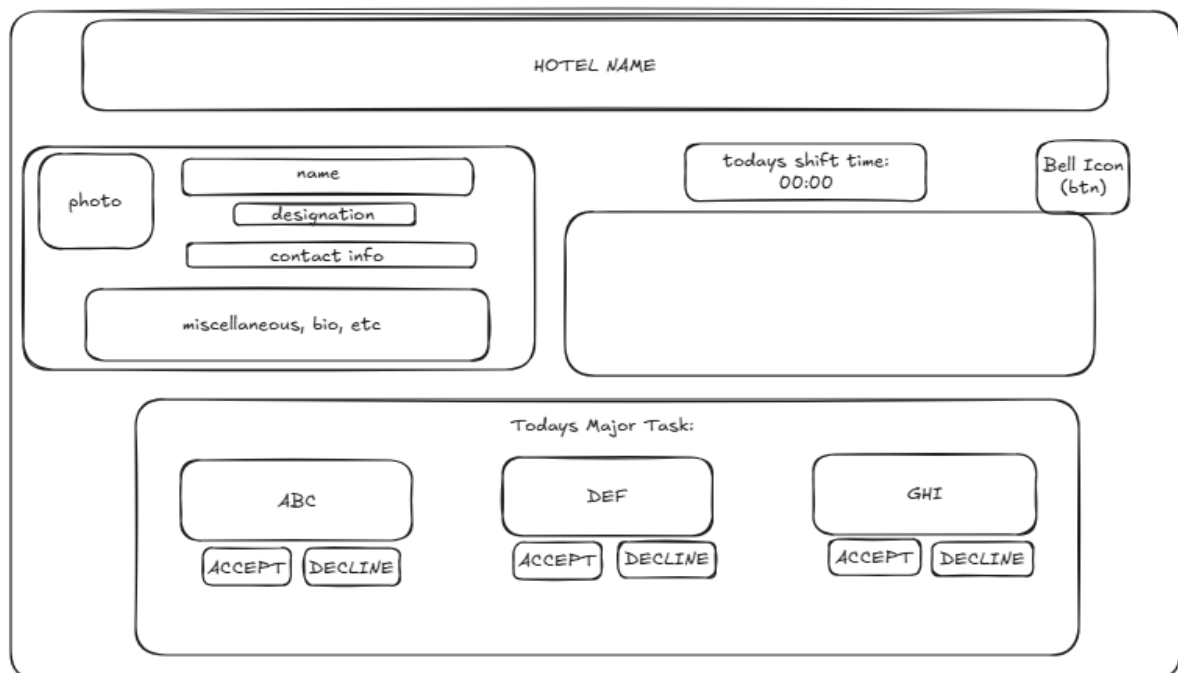 HOTEL NAME
photo
name
designation
contact info
miscellaneous, bio, etc
todays shift time:
00:00
Bell Icon
(btn)
Todays Major Task:
ABC
ACCEPT
DECLINE
DEF
ACCEPT
DECLINE
GHI
ACCEPT
DECLINE